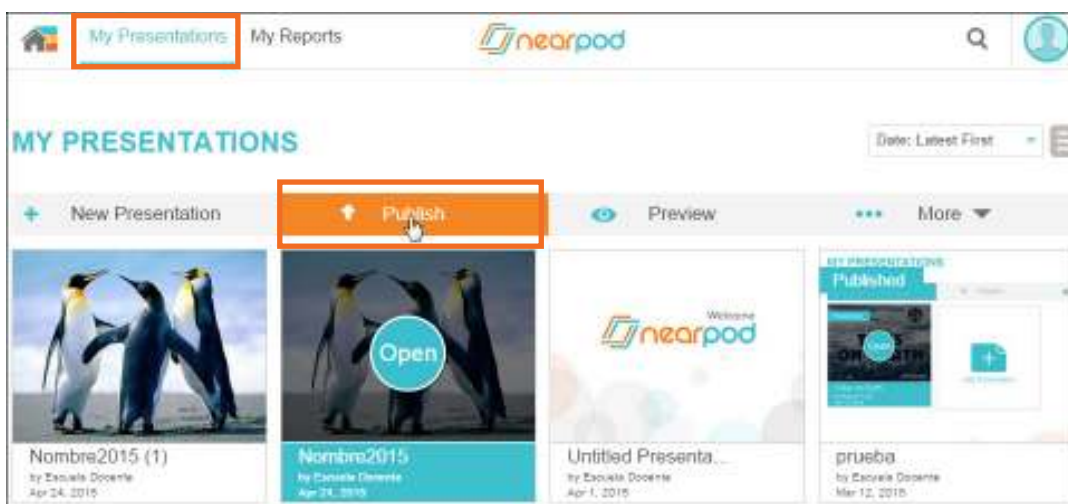 My Presentations My Reports nearpod
MY PRESENTATIONS
Date: Latest First
New Presentation Publish Preview More
Open
Welcome
nearpod
MY PRESENTATIONS
Published
Nombre2015 (1)
by Escuela Docente
Apr 24, 2015
Nombre2015
by Escuela Docente
Apr 24, 2015
Untitled Presenta...
by Escuela Docente
Apr 1, 2015
prueba
by Escuela Docente
Mar 12, 2015